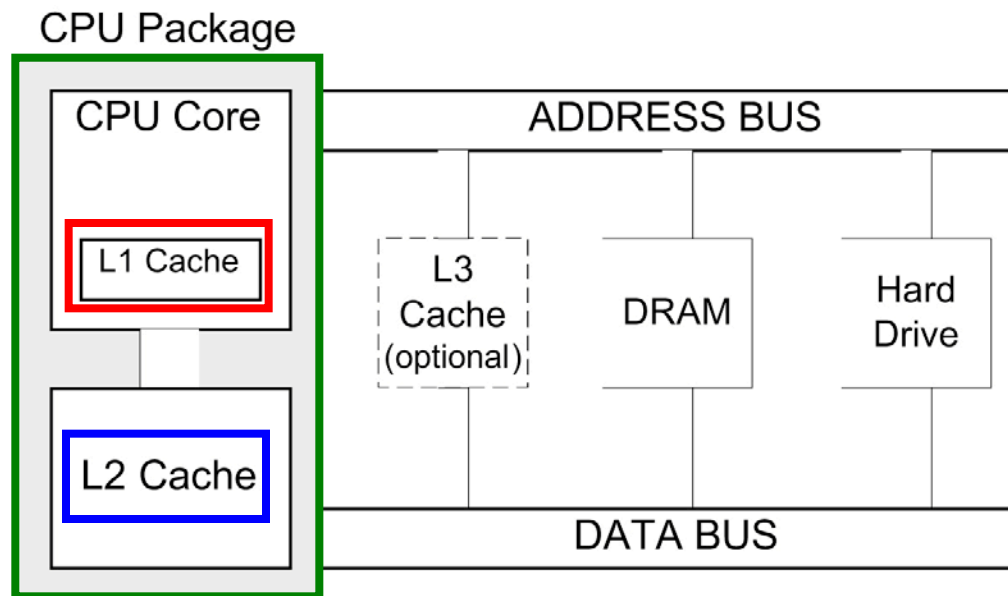 CPU Package
CPU Core
ADDRESS BUS
L1 Cache
L3
Cache
(optional)
DRAM
Hard
Drive
L2 Cache
DATA BUS